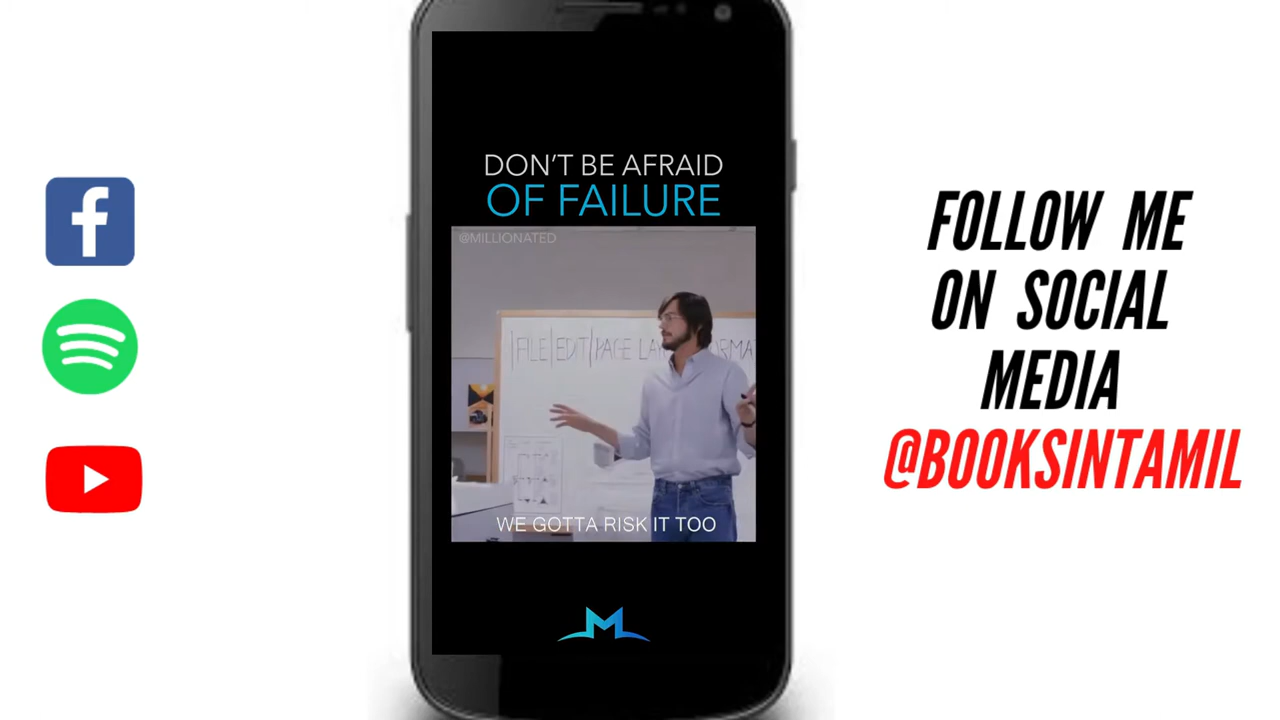 DON'T BE AFRAID
OF FAILURE
@MILLIONATED
FILE|EDIT|PAGE
WE GOTTA RISK IT TOO
FOLLOW ME
ON SOCIAL
MEDIA
@BOOKSINTAMIL